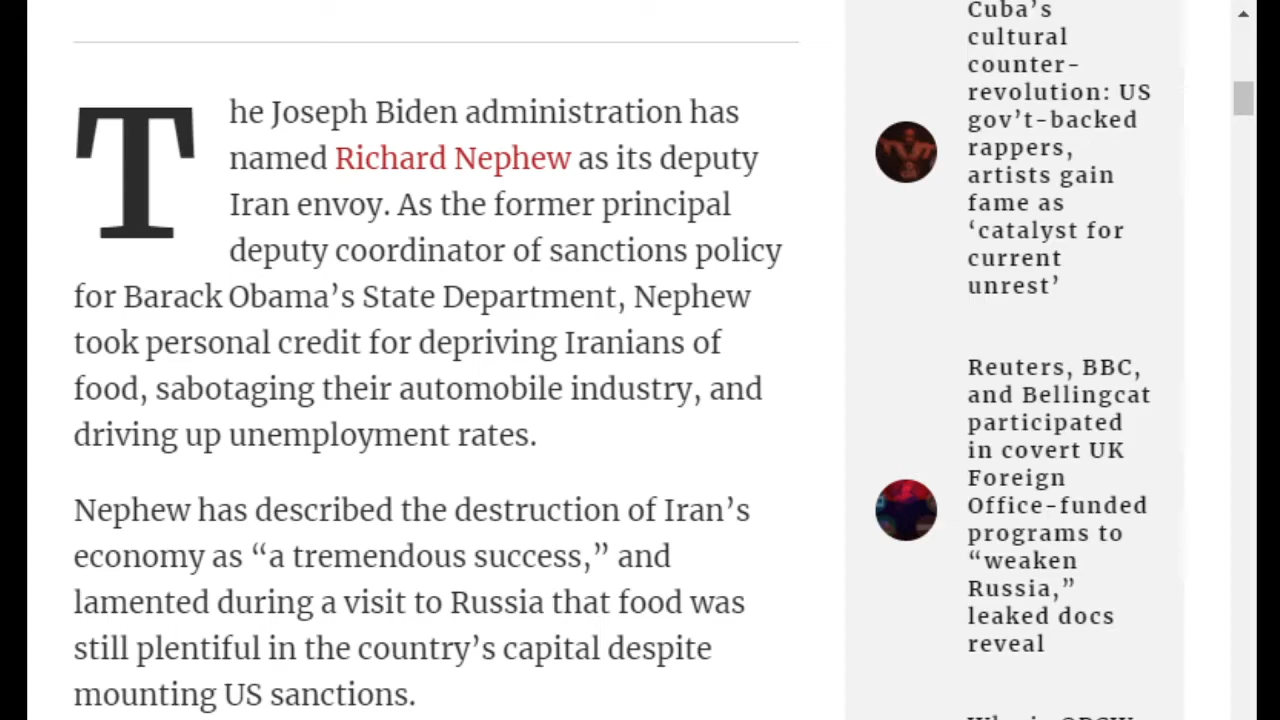 The Joseph Biden administration has
named Richard Nephew as its deputy
Iran envoy. As the former principal
deputy coordinator of sanctions policy
for Barack Obama’s State Department, Nephew
took personal credit for depriving Iranians of
food, sabotaging their automobile industry, and
driving up unemployment rates.
Nephew has described the destruction of Iran’s
economy as “a tremendous success,” and
lamented during a visit to Russia that food was
still plentiful in the country’s capital despite
mounting US sanctions.
Cuba’s
cultural
counter-
revolution: US
gov’t-backed
rappers,
artists gain
fame as
‘catalyst for
current
unrest’
Reuters, BBC,
and Bellingcat
participated
in covert UK
Foreign
Office-funded
programs to
“weaken
Russia,”
leaked docs
reveal